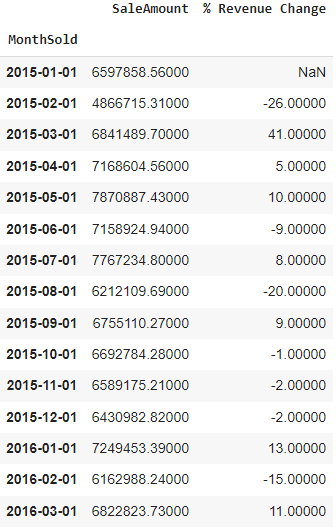 SaleAmount % Revenue Change
MonthSold
2015-01-01 6597858.56000 NaN
2015-02-01 4866715.31000 -26.00000
2015-03-01 6841489.70000 41.00000
2015-04-01 7168604.56000 5.00000
2015-05-01 7870887.43000 10.00000
2015-06-01 7158924.94000 -9.00000
2015-07-01 7767234.80000 8.00000
2015-08-01 6212109.69000 -20.00000
2015-09-01 6755110.27000 9.00000
2015-10-01 6692784.28000 -1.00000
2015-11-01 6589175.21000 -2.00000
2015-12-01 6430982.82000 -2.00000
2016-01-01 7249453.39000 13.00000
2016-02-01 6162988.24000 -15.00000
2016-03-01 6822823.73000 11.00000